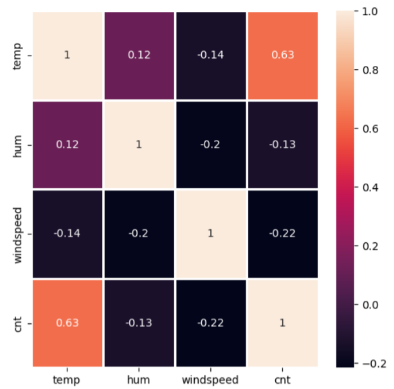 1.0
temp 1 0.12 -0.14 0.63
0.8
0.6
hum 0.12 1 -0.2 -0.13
0.4
0.2
windspeed -0.14 -0.2 1 -0.22
0.0
cnt 0.63 -0.13 -0.22 1
-0.2
temp hum windspeed cnt